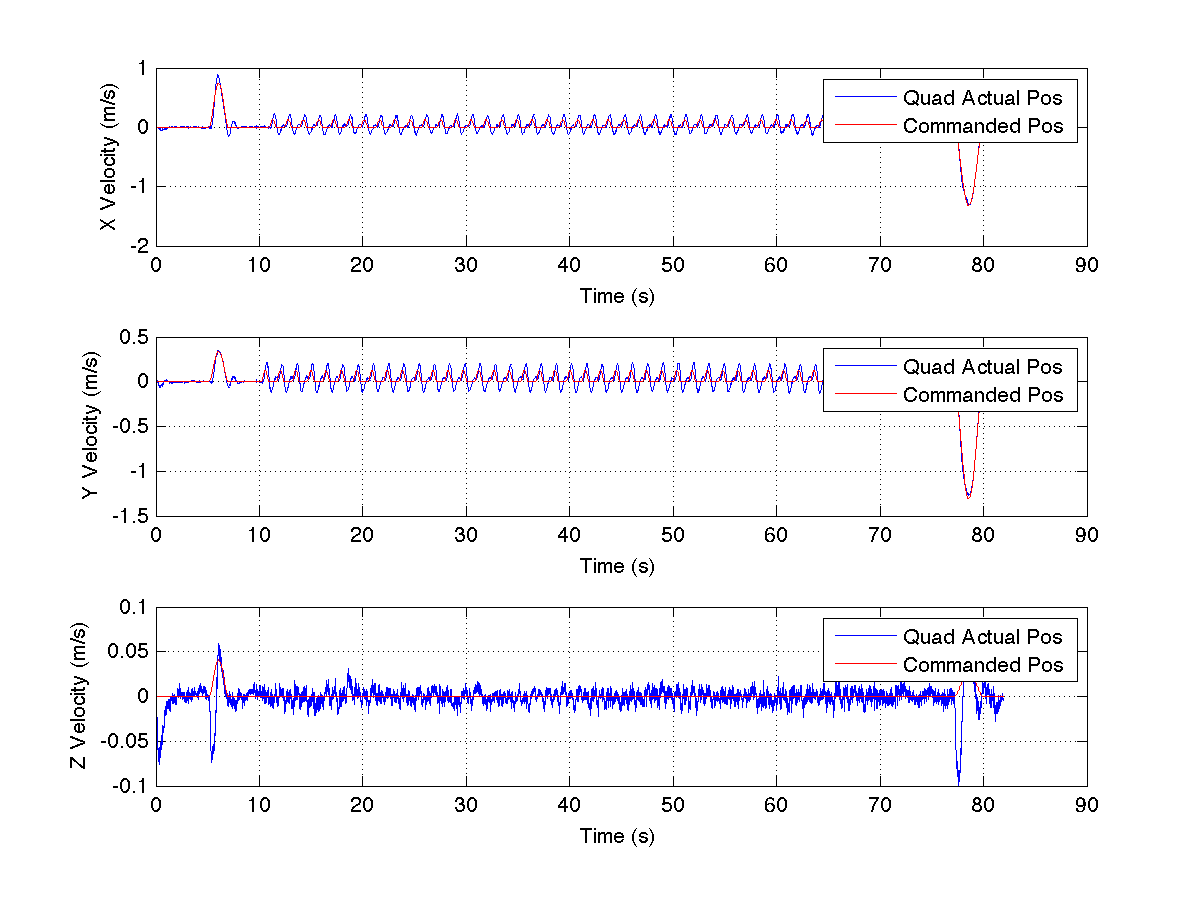 1
0
-1
-2
X Velocity (m/s)
Quad Actual Pos
Commanded Pos
0 10 20 30 40 50 60 70 80 90
Time (s)
0.5
0
-0.5
-1
-1.5
Y Velocity (m/s)
Quad Actual Pos
Commanded Pos
0 10 20 30 40 50 60 70 80 90
Time (s)
0.1
0.05
0
-0.05
-0.1
Z Velocity (m/s)
Quad Actual Pos
Commanded Pos
0 10 20 30 40 50 60 70 80 90
Time (s)